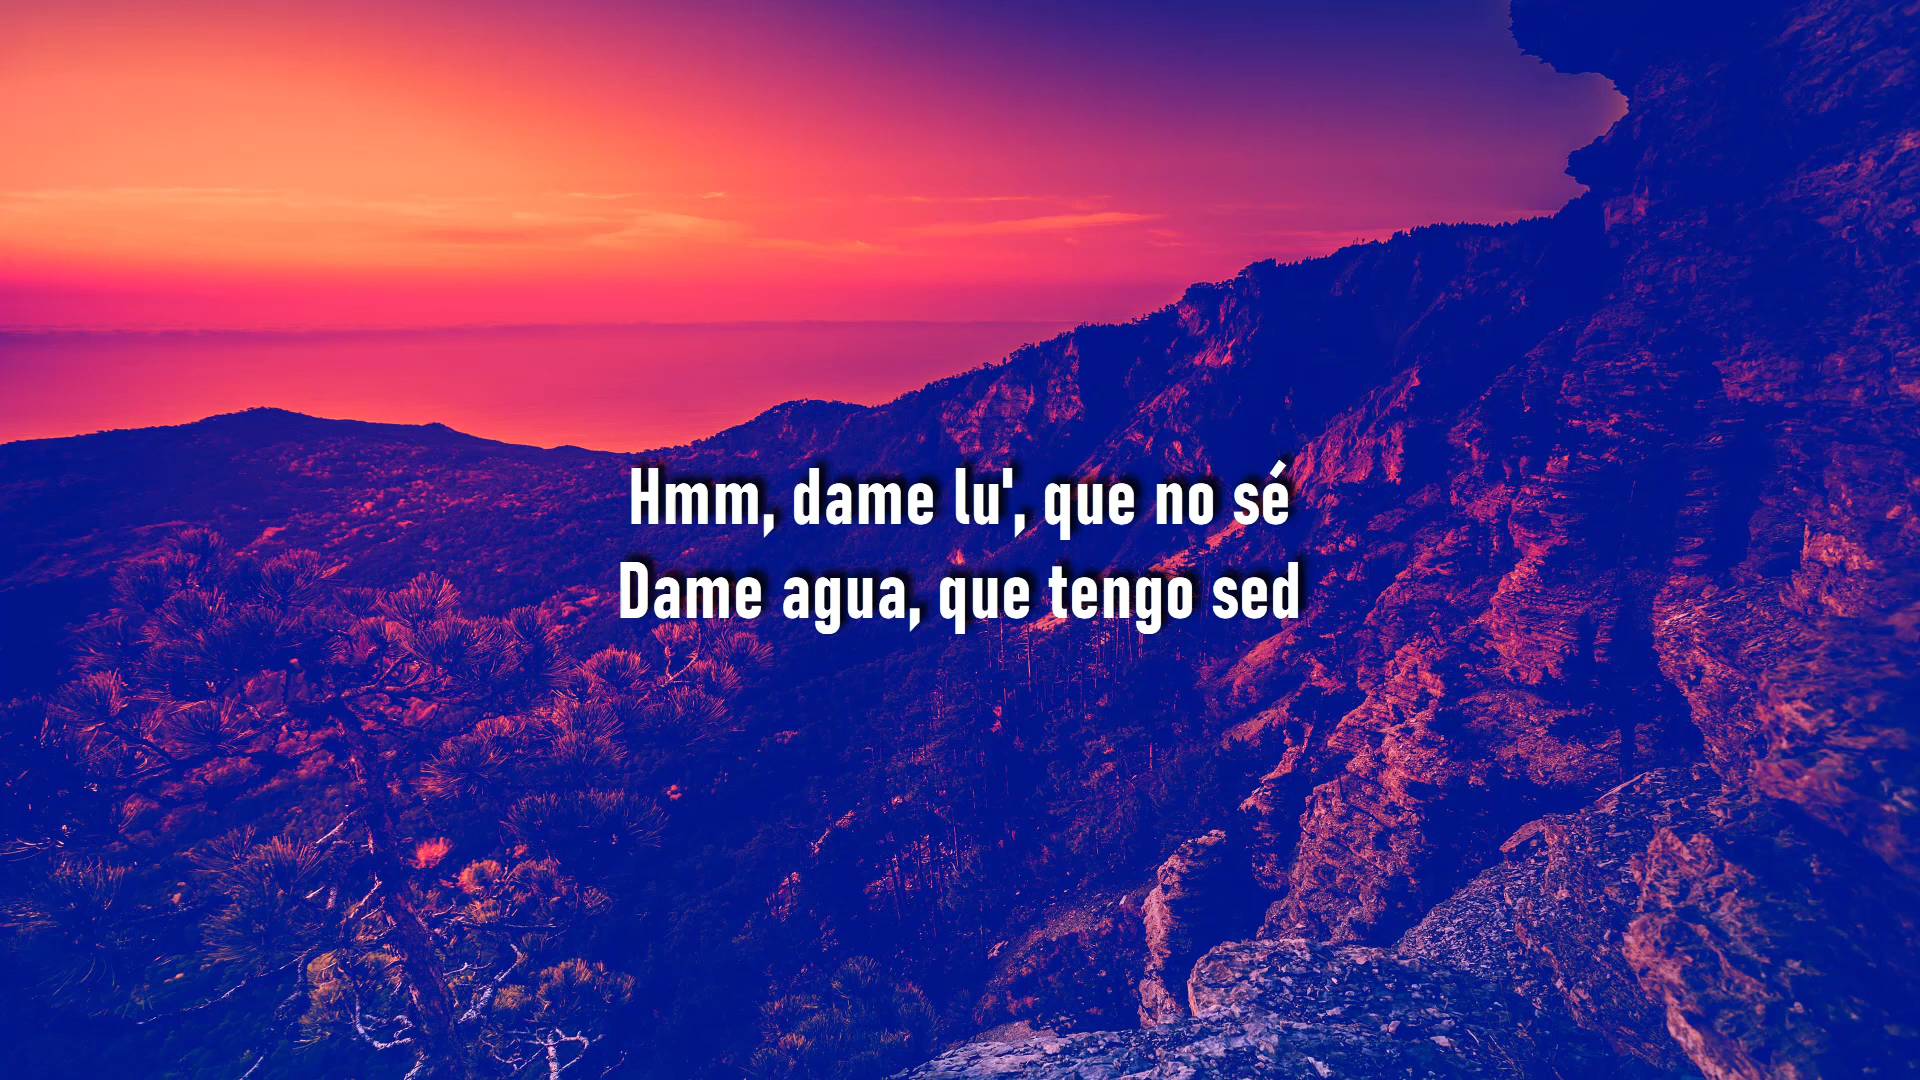 Hmm, dame lu', que no sé
Dame agua, que tengo sed